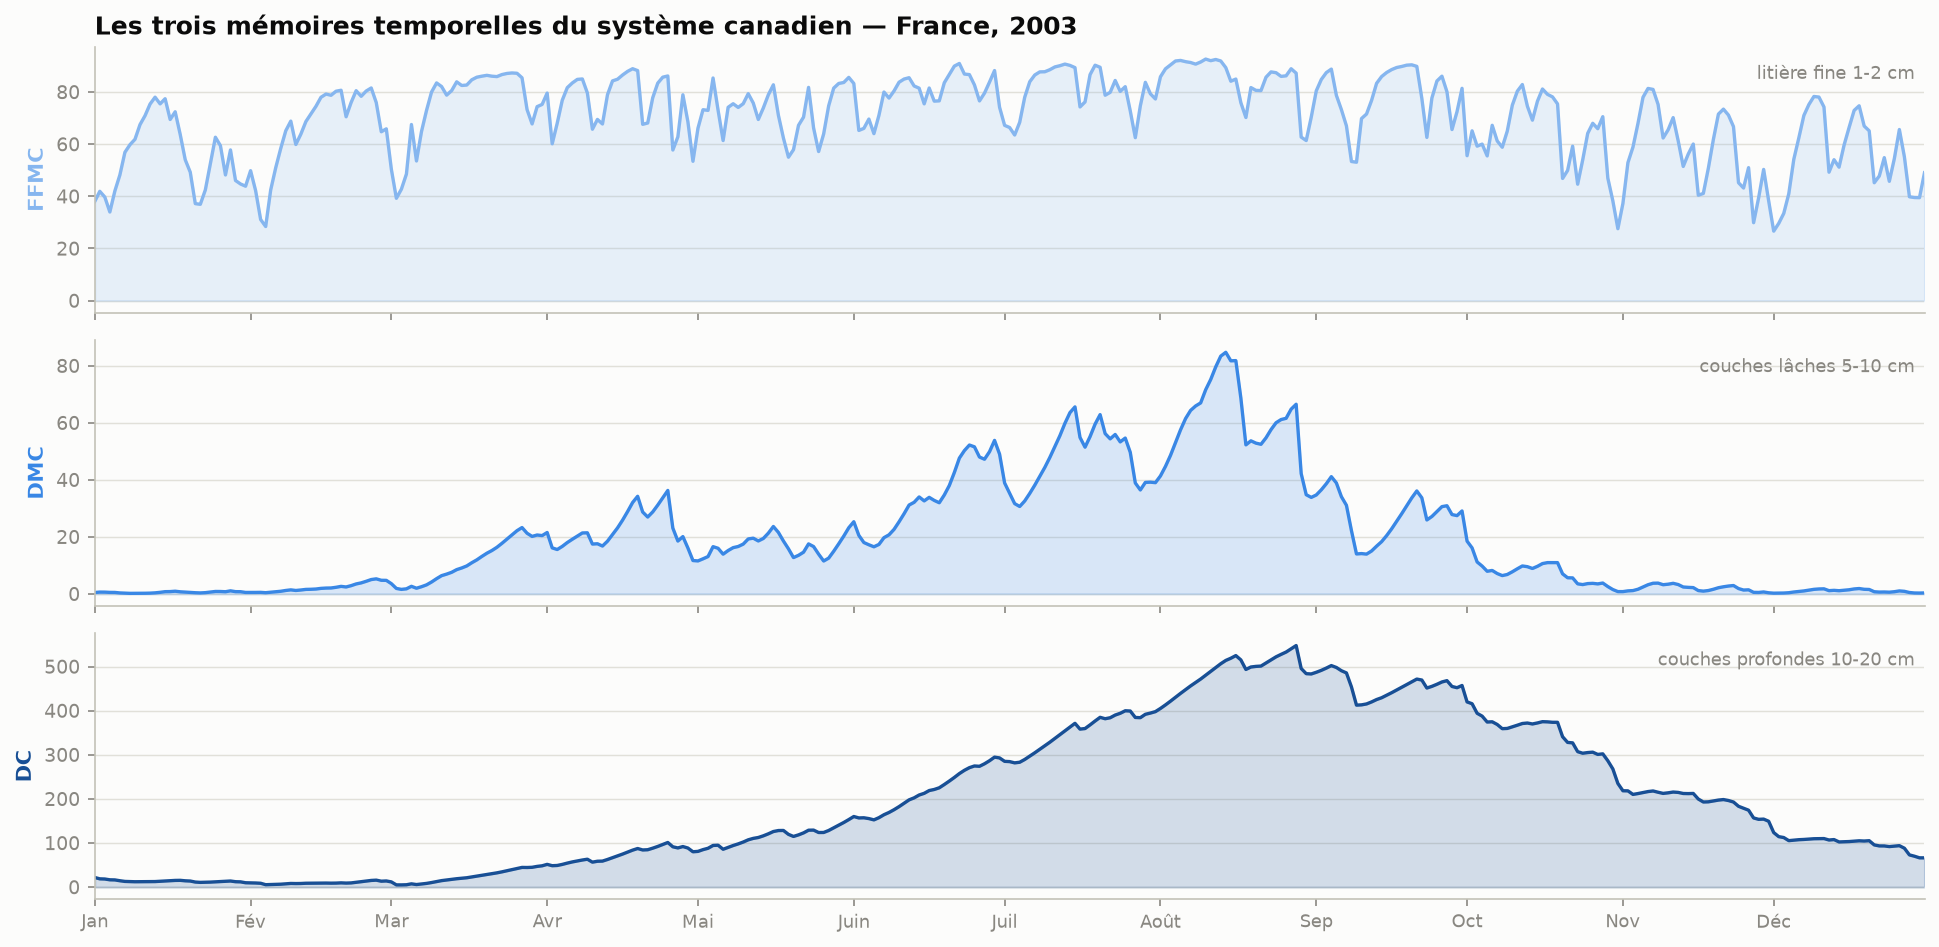 Les trois mémoires temporelles du système canadien — France, 2003
litière fine 1-2 cm
FFMC
80
60
40
20
0
couches lâches 5-10 cm
DMC
80
60
40
20
0
couches profondes 10-20 cm
DC
500
400
300
200
100
0
Jan Fév Mar Avr Mai Juin Juil Août Sep Oct Nov Déc